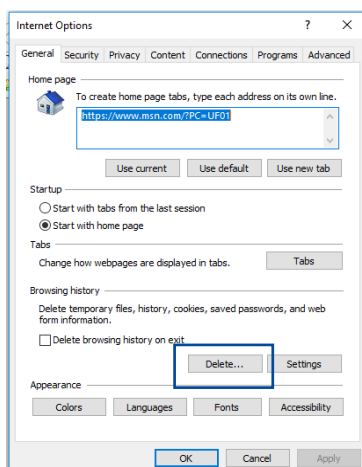 Internet Options ? X
General Security Privacy Content Connections Programs Advanced
Home page
To create home page tabs, type each address on its own line.
https://www.msn.com/?PC=UF01
Use current Use default Use new tab
Startup
Start with tabs from the last session
Start with home page
Tabs
Change how webpages are displayed in tabs. Tabs
Browsing history
Delete temporary files, history, cookies, saved passwords, and web
form information.
Delete browsing history on exit
Delete... Settings
Appearance
Colors Languages Fonts Accessibility
OK Cancel Apply